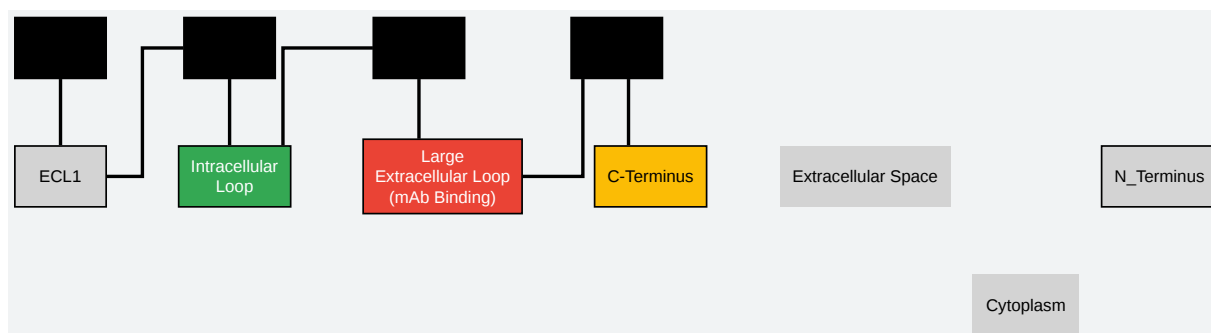 ECL1
Intracellular
Loop
Large
Extracellular Loop
(mAb Binding)
C-Terminus
Extracellular Space
N_Terminus
Cytoplasm